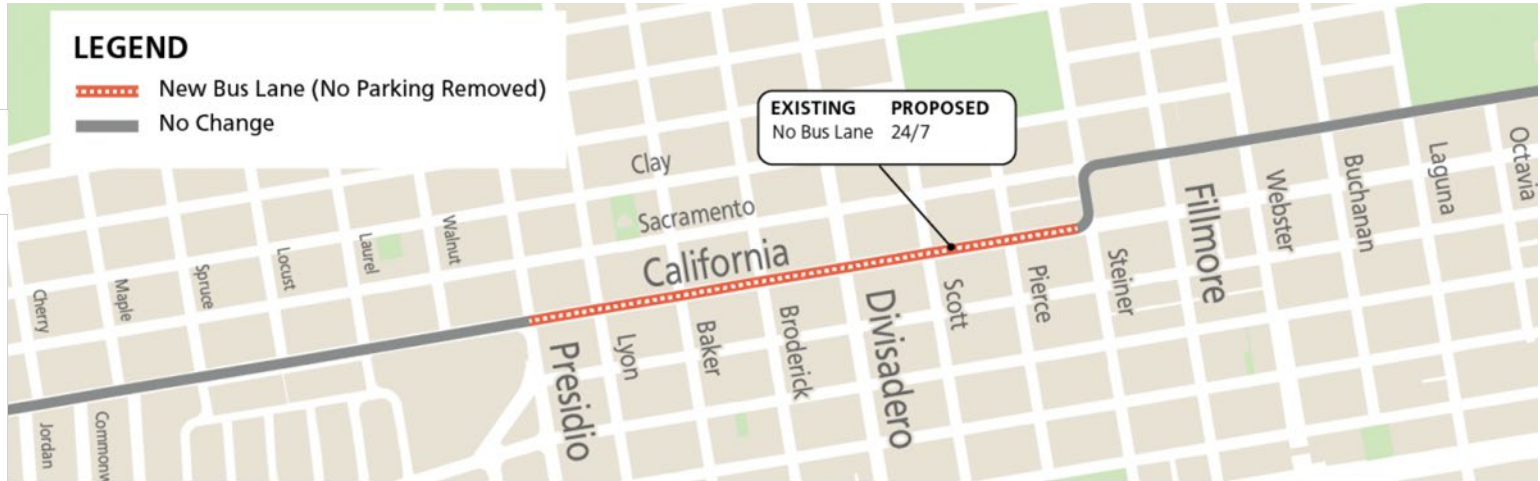 LEGEND
New Bus Lane (No Parking Removed)
No Change
EXISTING PROPOSED
No Bus Lane 24/7
Clay
Sacramento
California
Cherry
Maple
Spruce
Locust
Laurel
Walnut
Jordan
Commonw
Presidio
Lyon
Baker
Broderick
Divisadero
Scott
Pierce
Steiner
Fillmore
Webster
Buchanan
Laguna
Octavia